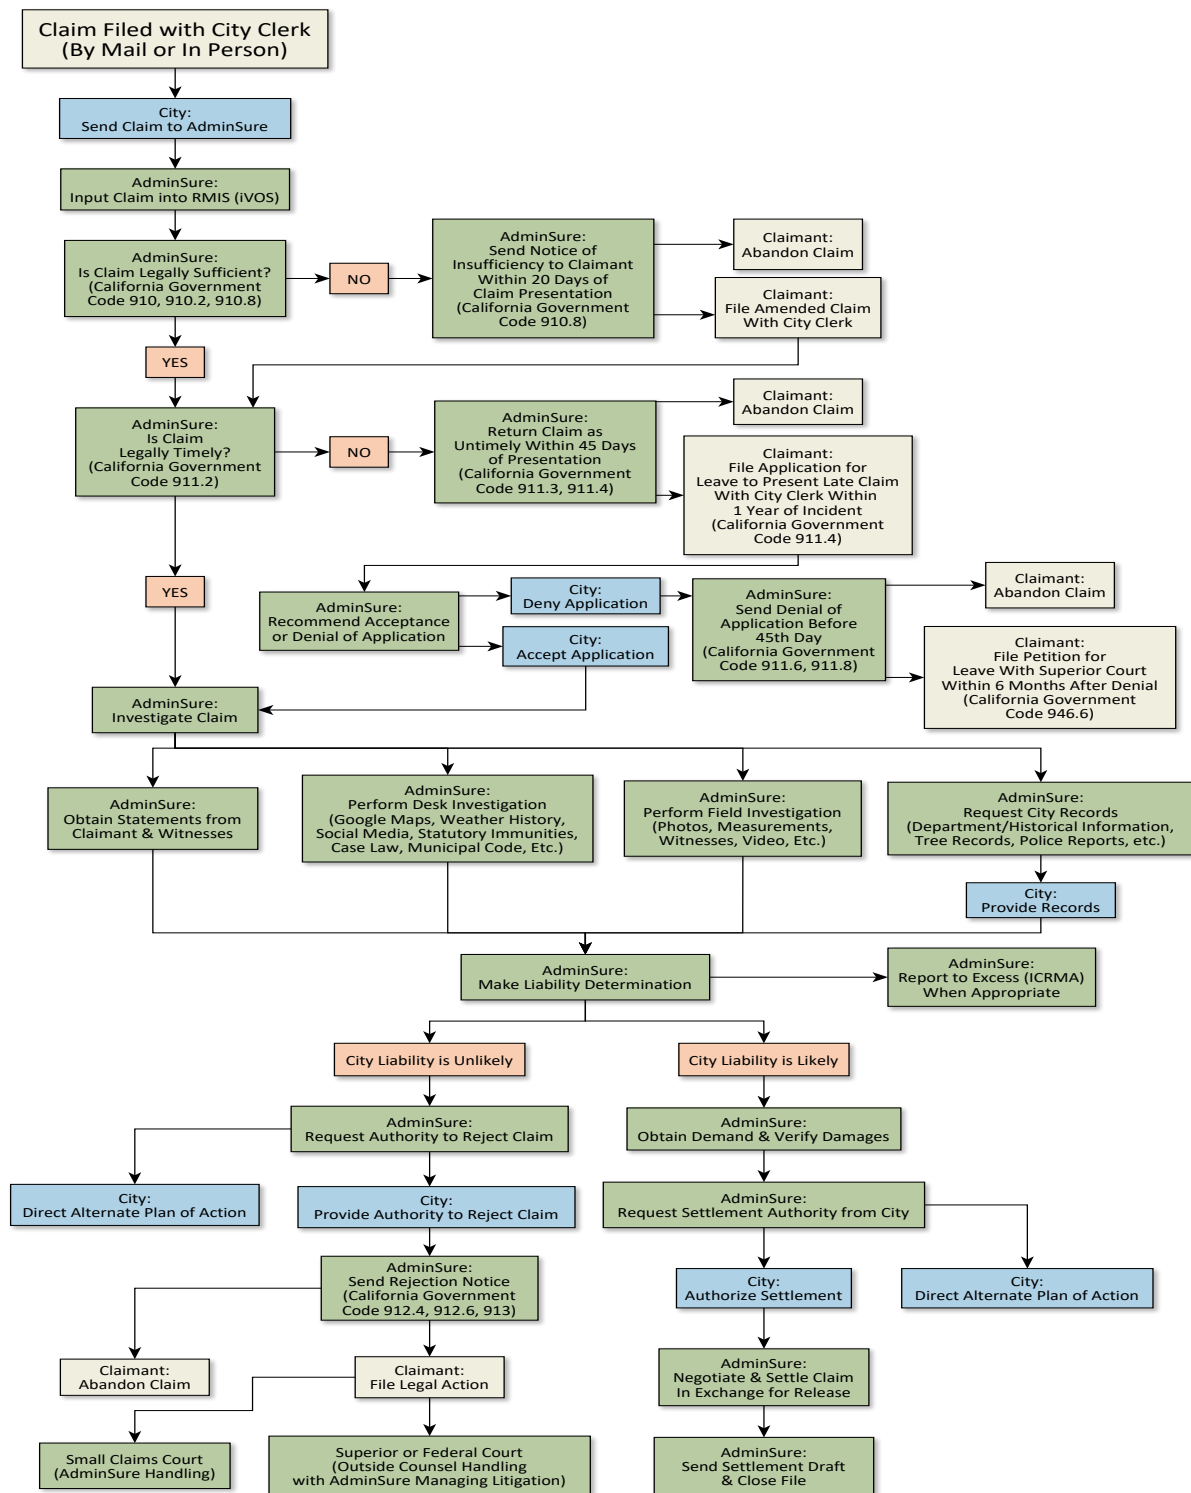 Claim Filed with City Clerk
(By Mail or In Person)
City:
Send Claim to AdminSure
AdminSure:
Input Claim into RMIS (iVOS)
AdminSure:
Is Claim Legally Sufficient?
(California Government
Code 910, 910.2, 910.8)
NO
AdminSure:
Send Notice of
Insufficiency to Claimant
Within 20 Days of
Claim Presentation
(California Government
Code 910.8)
Claimant:
Abandon Claim
Claimant:
File Amended Claim
With City Clerk
YES
AdminSure:
Is Claim
Legally Timely?
(California Government
Code 911.2)
NO
AdminSure:
Return Claim as
Untimely Within 45 Days
of Presentation
(California Government
Code 911.3, 911.4)
Claimant:
Abandon Claim
Claimant:
File Application for
Leave to Present Late Claim
With City Clerk Within
1 Year of Incident
(California Government
Code 911.4)
YES
AdminSure:
Recommend Acceptance
or Denial of Application
City:
Deny Application
City:
Accept Application
AdminSure:
Send Denial of
Application Before
45th Day
(California Government
Code 911.6, 911.8)
Claimant:
Abandon Claim
Claimant:
File Petition for
Leave With Superior Court
Within 6 Months After Denial
(California Government
Code 946.6)
AdminSure:
Investigate Claim
AdminSure:
Obtain Statements from
Claimant & Witnesses
AdminSure:
Perform Desk Investigation
(Google Maps, Weather History,
Social Media, Statutory Immunities,
Case Law, Municipal Code, Etc.)
AdminSure:
Perform Field Investigation
(Photos, Measurements,
Witnesses, Video, Etc.)
AdminSure:
Request City Records
(Department/Historical Information,
Tree Records, Police Reports, etc.)
City:
Provide Records
AdminSure:
Make Liability Determination
AdminSure:
Report to Excess (ICRMA)
When Appropriate
City Liability is Unlikely
City Liability is Likely
AdminSure:
Request Authority to Reject Claim
AdminSure:
Obtain Demand & Verify Damages
City:
Direct Alternate Plan of Action
City:
Provide Authority to Reject Claim
AdminSure:
Request Settlement Authority from City
AdminSure:
Send Rejection Notice
(California Government
Code 912.4, 912.6, 913)
City:
Authorize Settlement
City:
Direct Alternate Plan of Action
Claimant:
Abandon Claim
Claimant:
File Legal Action
AdminSure:
Negotiate & Settle Claim
In Exchange for Release
Small Claims Court
(AdminSure Handling)
Superior or Federal Court
(Outside Counsel Handling
with AdminSure Managing Litigation)
AdminSure:
Send Settlement Draft
& Close File